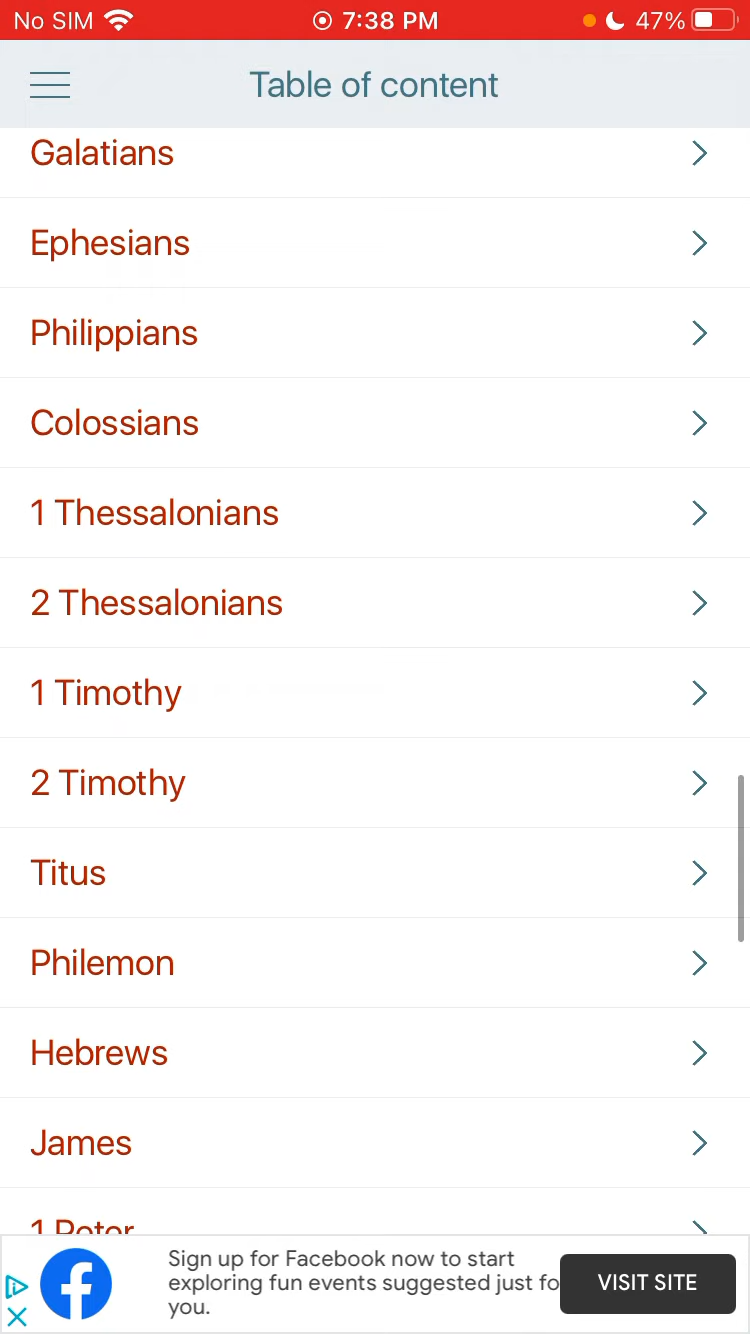 No SIM 7:38 PM 47%
Table of content
Galatians
Ephesians
Philippians
Colossians
1 Thessalonians
2 Thessalonians
1 Timothy
2 Timothy
Titus
Philemon
Hebrews
James
1 Peter
Sign up for Facebook now to start
exploring fun events suggested just fo
you.
VISIT SITE